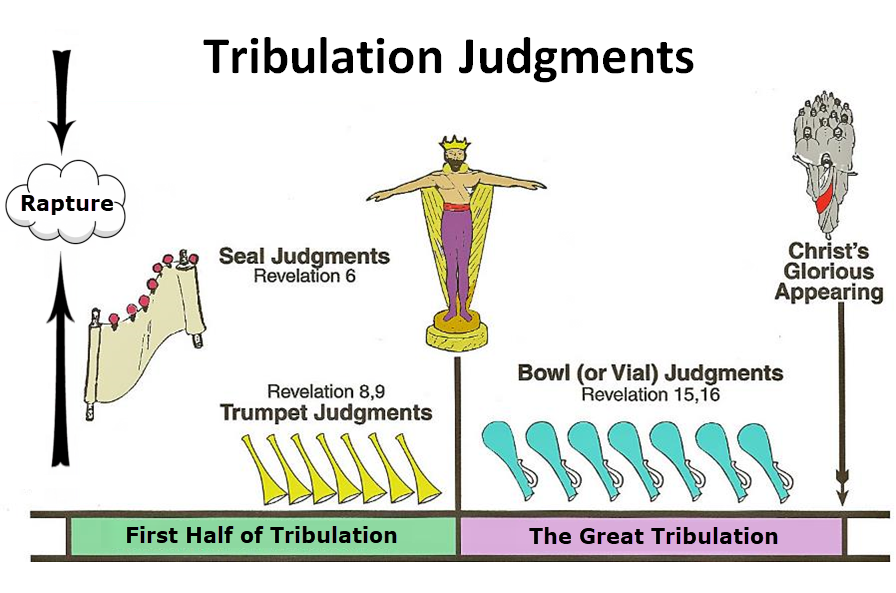 Tribulation Judgments
Rapture
Seal Judgments
Revelation 6
Christ's
Glorious
Appearing
Revelation 8,9
Trumpet Judgments
Bowl (or Vial) Judgments
Revelation 15,16
First Half of Tribulation
The Great Tribulation